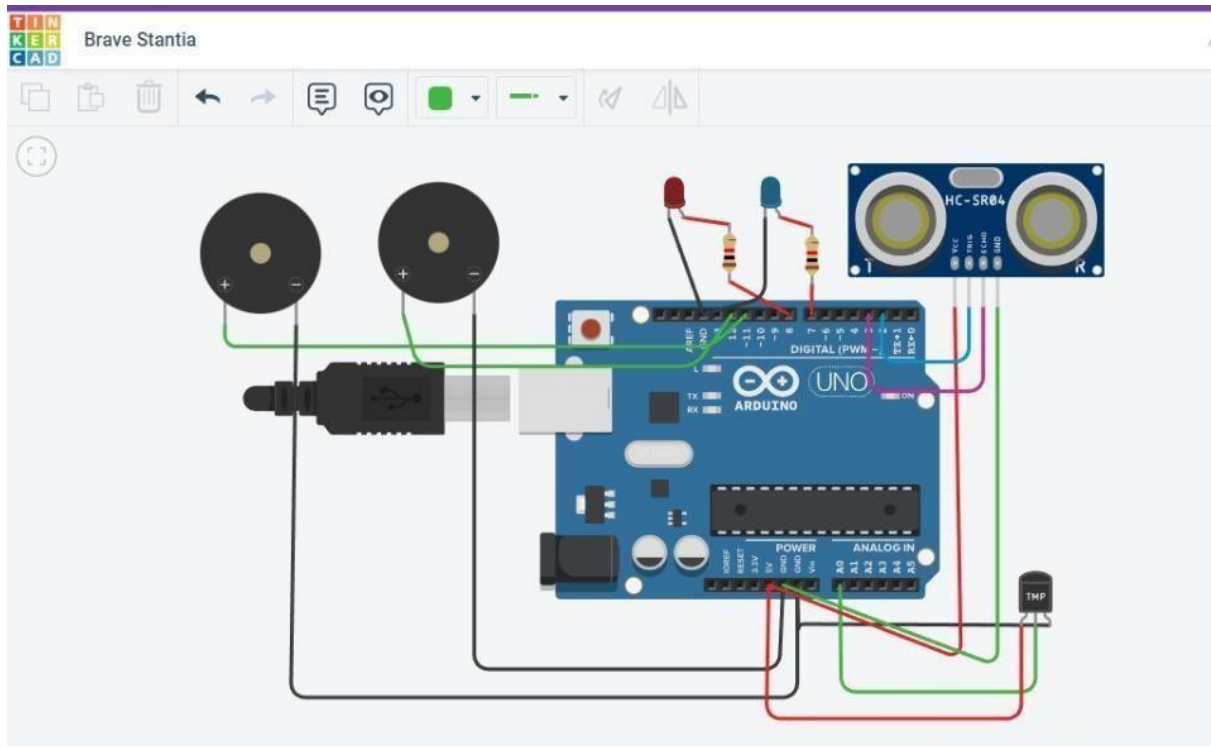 TIN
KER
CAD
Brave Stantia
HC-SR04
VCC
TRIG
ECHO
GND
T
R
+
−
+
−
AREF
GND
12
~11
~10
~9
8
7
~6
~5
4
2
TX→1
RX←0
DIGITAL (PWM
L
TX
RX
ARDUINO
UNO
ON
POWER
ANALOG IN
IOREF
RESET
3.3V
5V
GND
GND
Vin
A0
A1
A2
A3
A4
A5
TMP